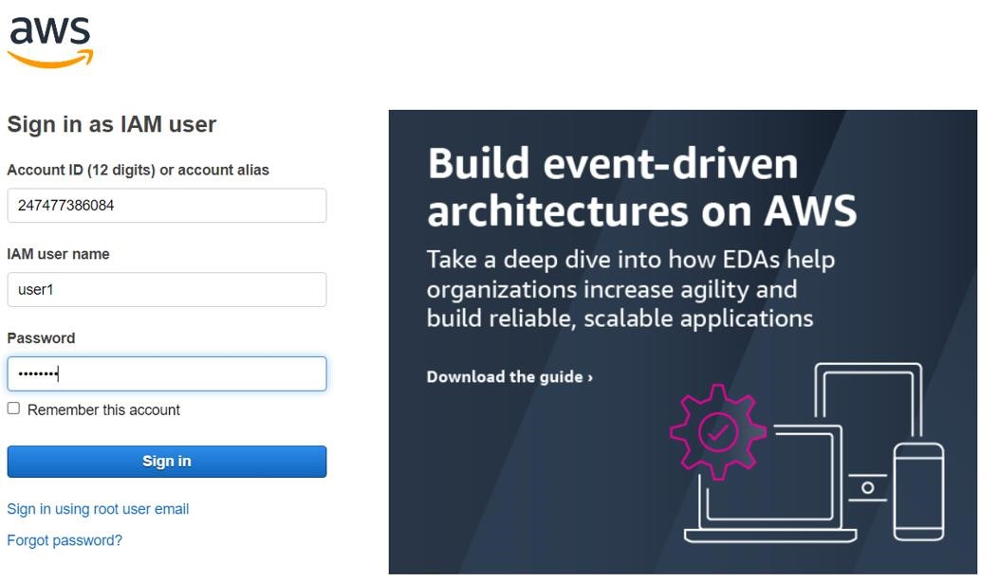 aws
Sign in as IAM user
Account ID (12 digits) or account alias
247477386084
IAM user name
user1
Password
••••••••
Remember this account
Sign in
Sign in using root user email
Forgot password?
Build event-driven
architectures on AWS
Take a deep dive into how EDAs help
organizations increase agility and
build reliable, scalable applications
Download the guide ›